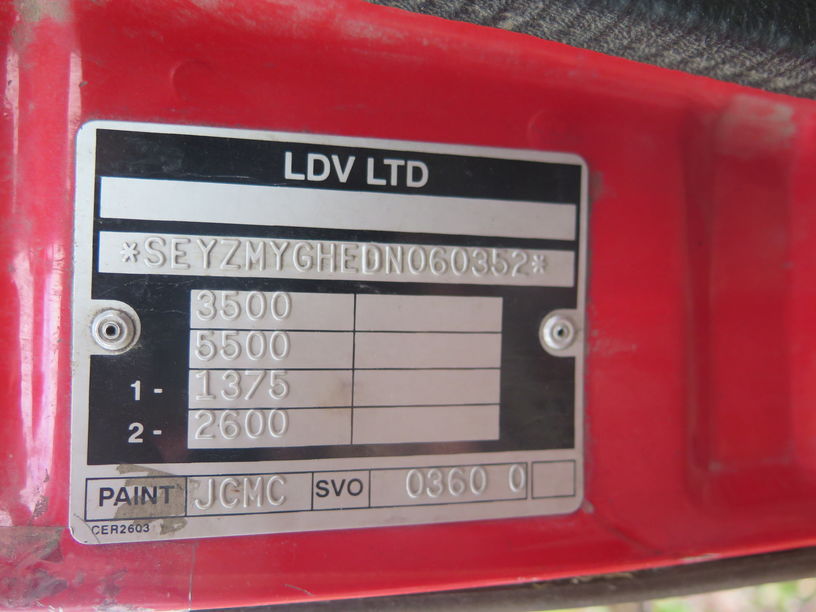 LDV LTD
*SEYZMYGHEDN060352*
3500
5500
1- 1375
2- 2600
PAINT JCMC SVO 0360 0
CER2603